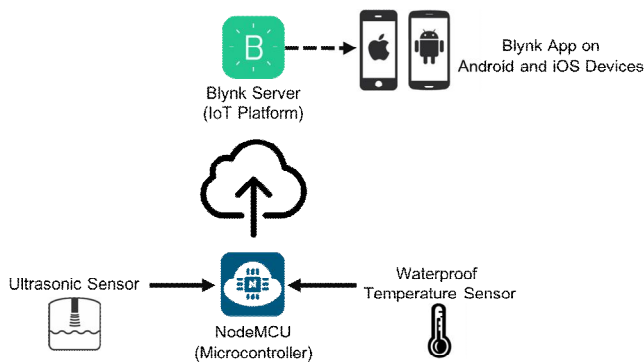 B
Blynk Server
(IoT Platform)
Blynk App on
Android and iOS Devices
Ultrasonic Sensor
Waterproof
Temperature Sensor
N
NodeMCU
(Microcontroller)